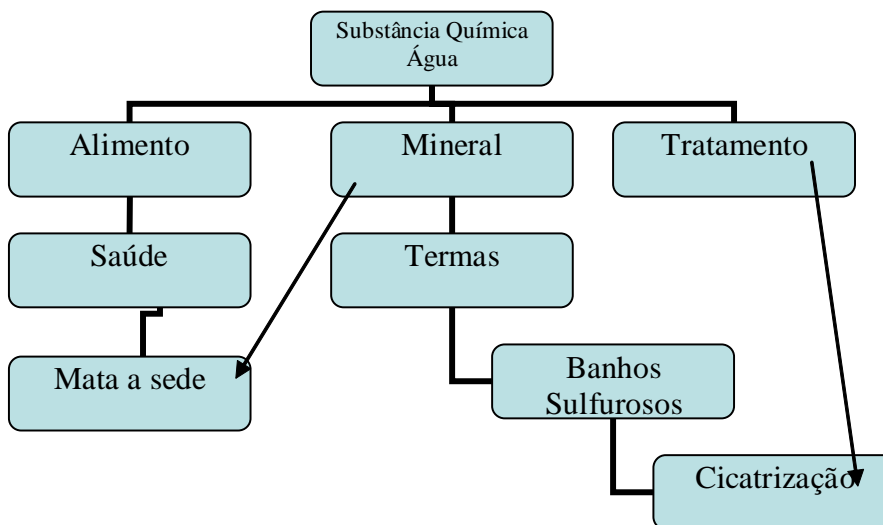 Substância Química
Água
Alimento
Mineral
Tratamento
Saúde
Termas
Mata a sede
Banhos
Sulfurosos
Cicatrização